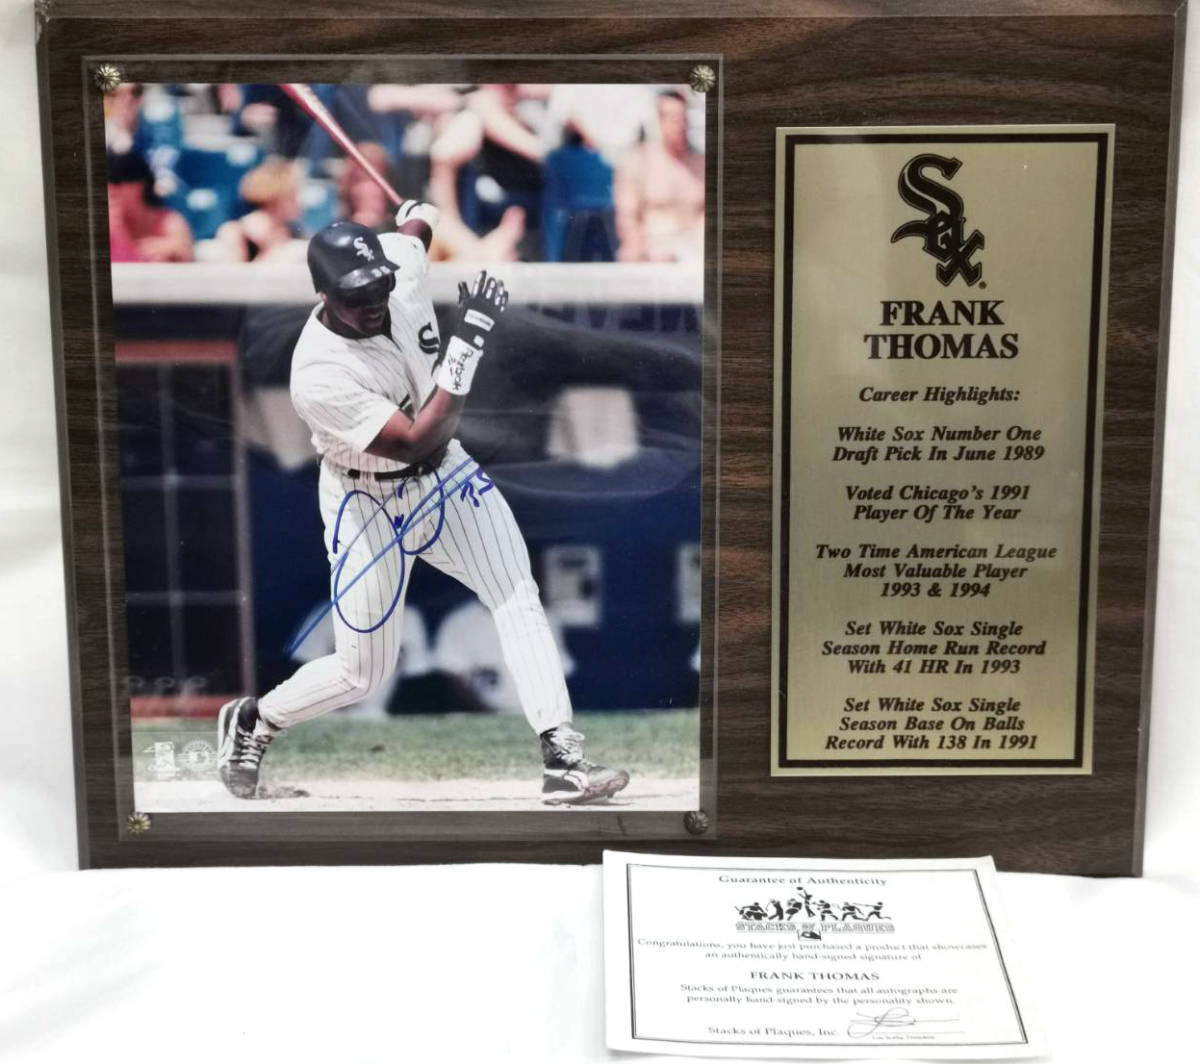 Sox
35
Sox
FRANK
THOMAS
Career Highlights:
White Sox Number One
Draft Pick In June 1989
Voted Chicago's 1991
Player Of The Year
Two Time American League
Most Valuable Player
1993 & 1994
Set White Sox Single
Season Home Run Record
With 41 HR In 1993
Set White Sox Single
Season Base On Balls
Record With 138 In 1991
Guarantee of Authenticity
STACKS OF PLAQUES
Congratulations, you have just purchased a product that showcases
an authentically hand-signed signature of
FRANK THOMAS
Stacks of Plaques guarantees that all autographs are
personally hand-signed by the personality shown.
Stacks of Plaques, Inc.